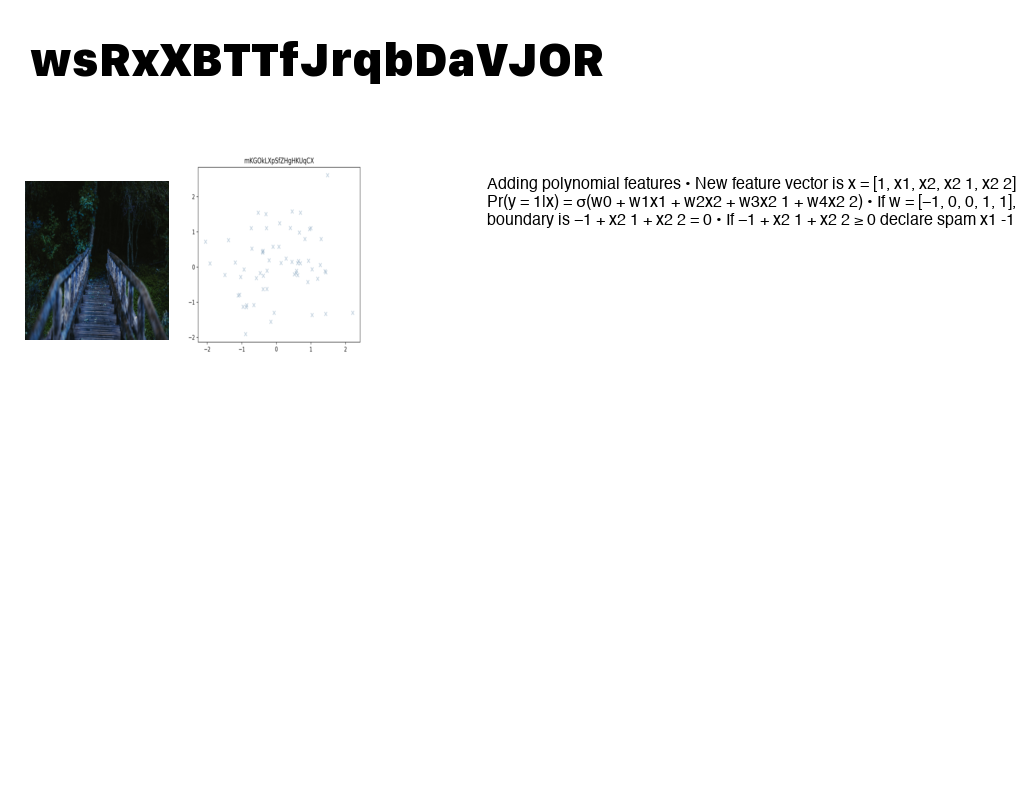 wsRxXBTTfJrqbDaVJOR
mKGOkLXpSfZHgHKUqCX
2
1
0
−1
−2
−2 −1 0 1 2
Adding polynomial features • New feature vector is x = [1, x1, x2, x2 1, x2 2]
Pr(y = 1|x) = σ(w0 + w1x1 + w2x2 + w3x2 1 + w4x2 2) • If w = [−1, 0, 0, 1, 1],
boundary is −1 + x2 1 + x2 2 = 0 • If −1 + x2 1 + x2 2 ≥ 0 declare spam x1 -1